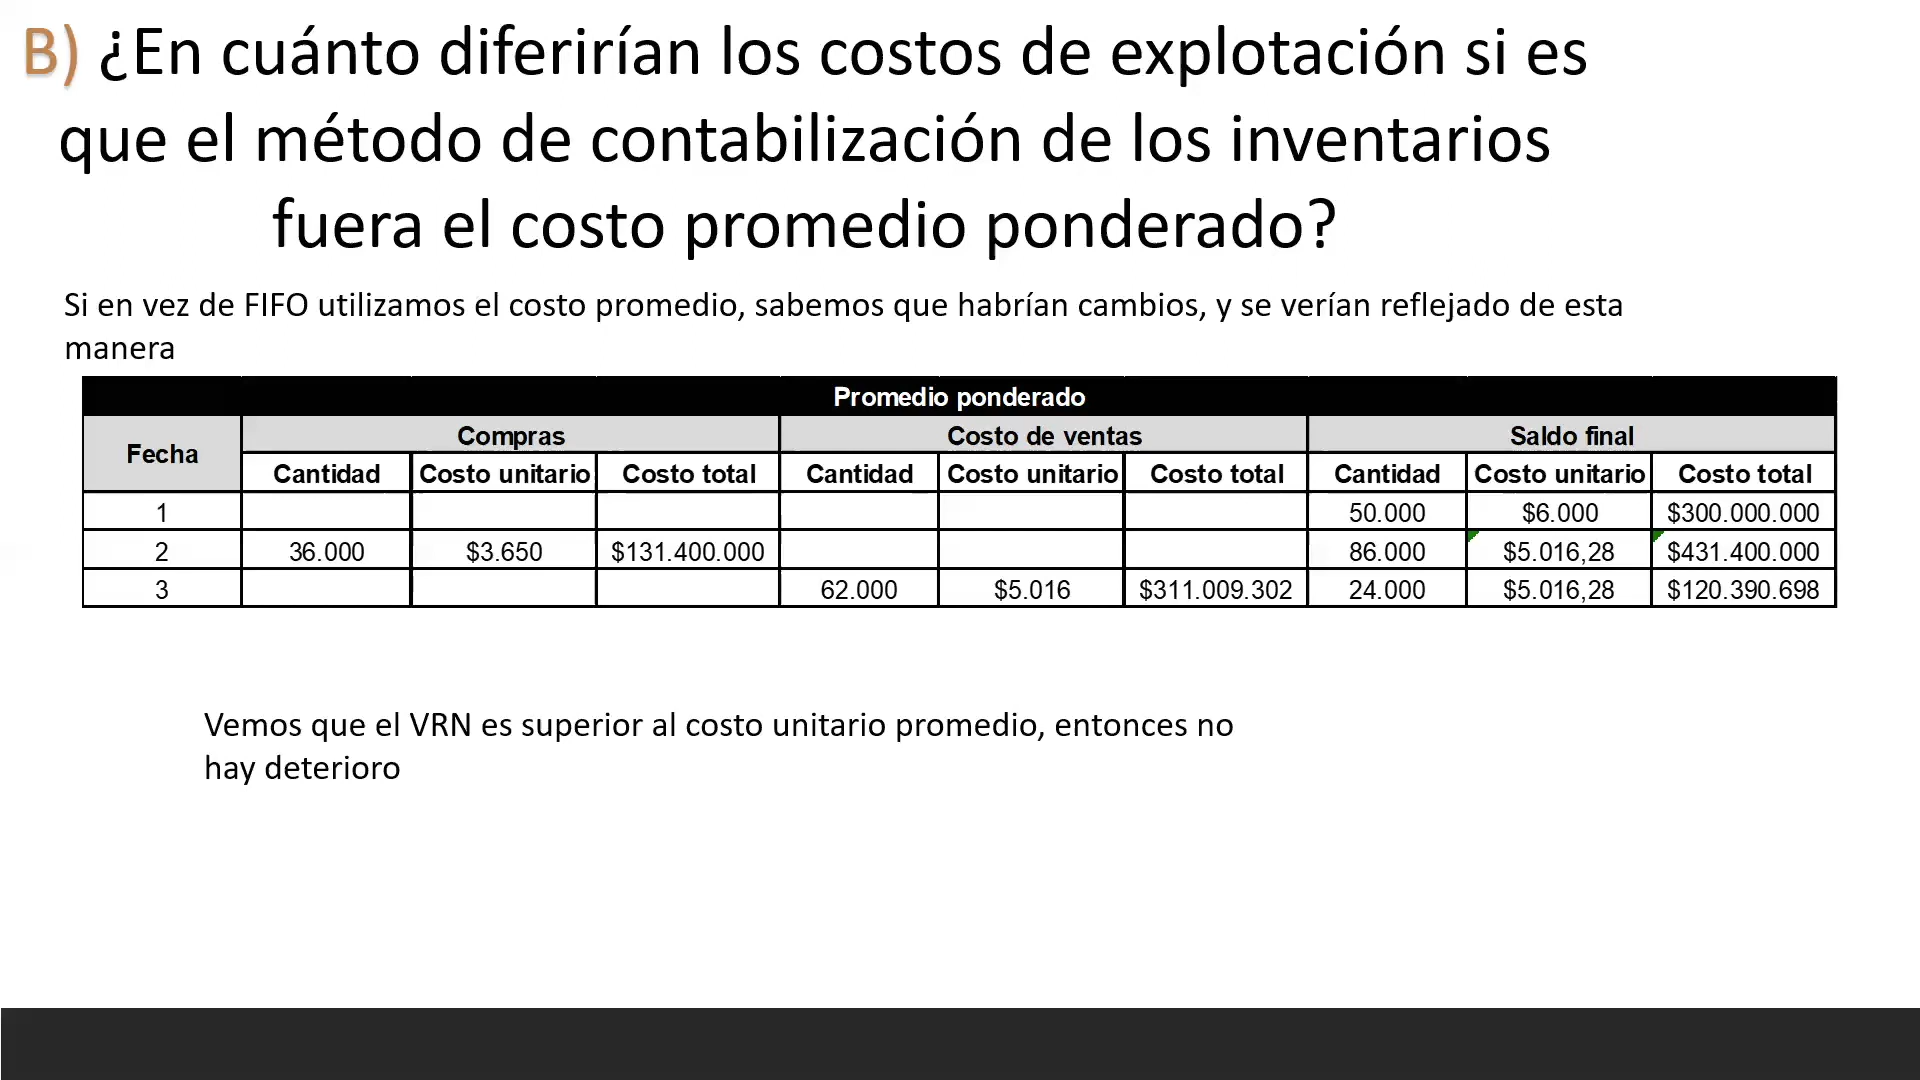 B) ¿En cuánto diferirían los costos de explotación si es
que el método de contabilización de los inventarios
fuera el costo promedio ponderado?
Si en vez de FIFO utilizamos el costo promedio, sabemos que habrían cambios, y se verían reflejado de esta
manera
Promedio ponderado
Fecha Compras Costo de ventas Saldo final
Cantidad Costo unitario Costo total Cantidad Costo unitario Costo total Cantidad Costo unitario Costo total
1 50.000 $6.000 $300.000.000
2 36.000 $3.650 $131.400.000 86.000 $5.016,28 $431.400.000
3 62.000 $5.016 $311.009.302 24.000 $5.016,28 $120.390.698
Vemos que el VRN es superior al costo unitario promedio, entonces no
hay deterioro